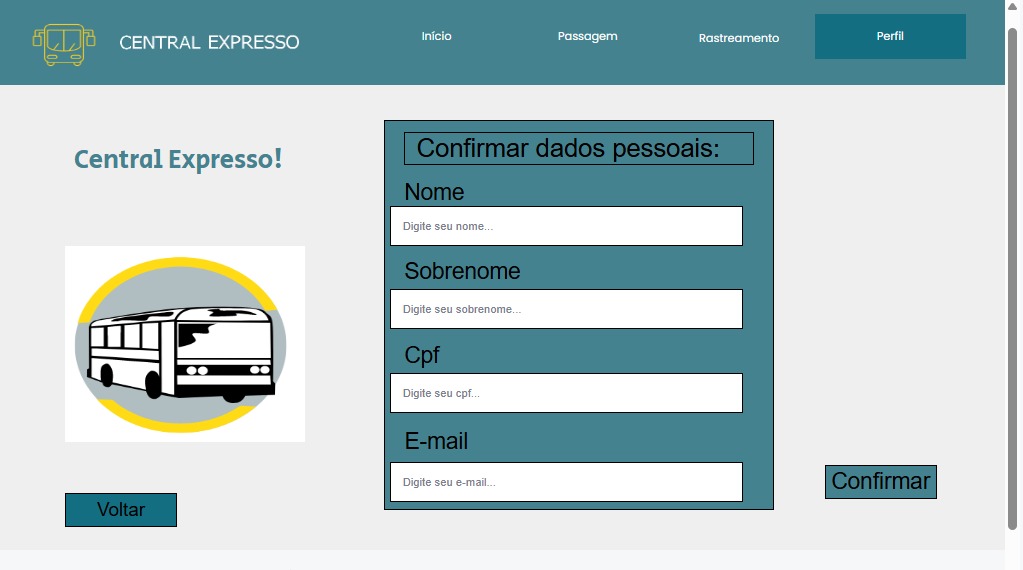 CENTRAL EXPRESSO
Início
Passagem
Rastreamento
Perfil
Central Expresso!
Confirmar dados pessoais:
Nome
Digite seu nome...
Sobrenome
Digite seu sobrenome...
Cpf
Digite seu cpf...
E-mail
Digite seu e-mail...
Voltar
Confirmar